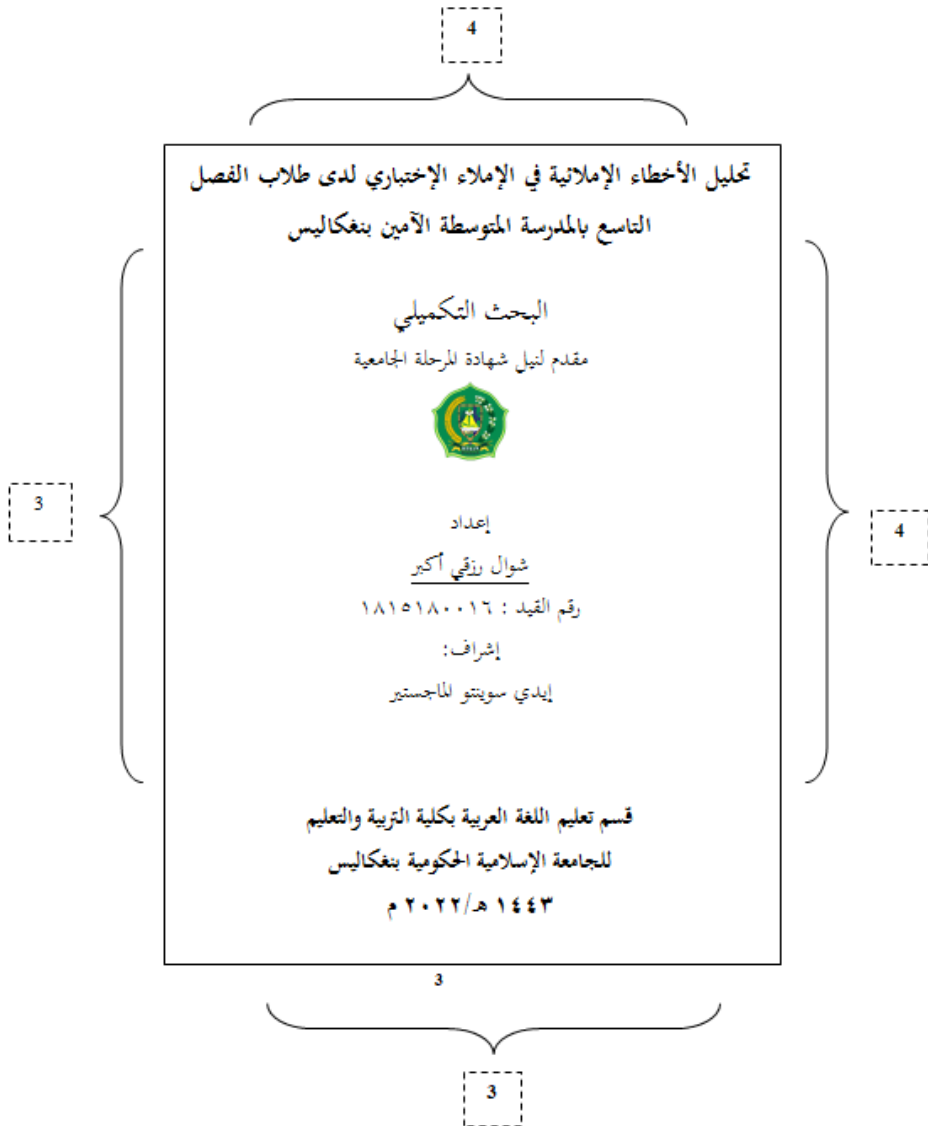 4
تحليل الأخطاء الإملائية في الإملاء الإختباري لدى طلاب الفصل
التاسع بالمدرسة المتوسطة الآمين بنغكاليس
البحث التكميلي
مقدم لنيل شهادة المرحلة الجامعية
3
4
إعداد
شوال رزقي أكبر
رقم القيد : ١٨١٥١٨٠٠١٦
إشراف:
إيدي سوينتو الماجستير
قسم تعليم اللغة العربية بكلية التربية والتعليم
للجامعة الإسلامية الحكومية بنغكاليس
١٤٤٣ هـ/٢٠٢٢ م
3
3